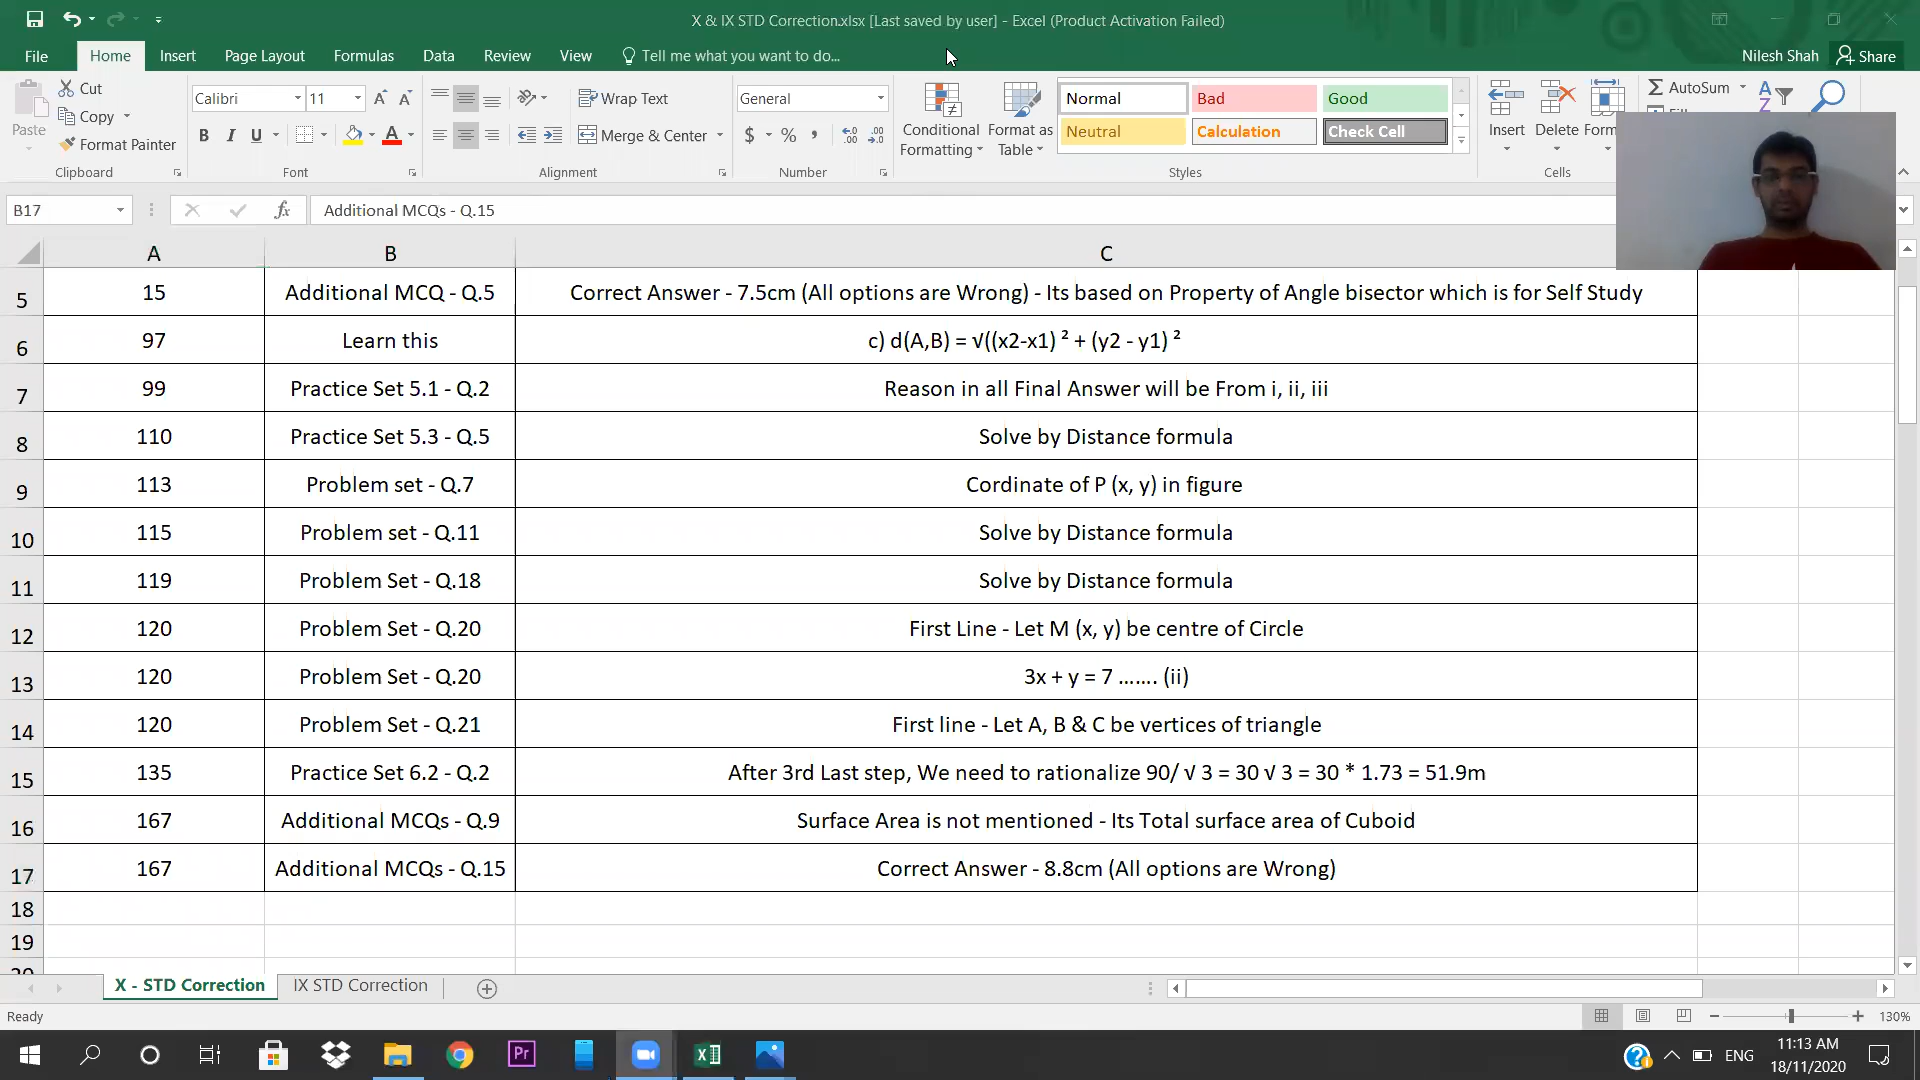 X & IX STD Correction.xlsx [Last saved by user] - Excel (Product Activation Failed)
File Home Insert Page Layout Formulas Data Review View Tell me what you want to do... Nilesh Shah Share
Paste Cut Copy Format Painter
Clipboard
Calibri 11
B I U A
Font
Wrap Text
Merge & Center
Alignment
General
$ % ,
Number
Conditional Formatting
Format as Table
Normal Bad Good
Neutral Calculation Check Cell
Styles
Insert Delete
Cells
AutoSum
B17 fx Additional MCQs - Q.15
A B C
5 15 Additional MCQ - Q.5 Correct Answer - 7.5cm (All options are Wrong) - Its based on Property of Angle bisector which is for Self Study
6 97 Learn this c) d(A,B) = √((x2-x1) ² + (y2 - y1) ²
7 99 Practice Set 5.1 - Q.2 Reason in all Final Answer will be From i, ii, iii
8 110 Practice Set 5.3 - Q.5 Solve by Distance formula
9 113 Problem set - Q.7 Cordinate of P (x, y) in figure
10 115 Problem set - Q.11 Solve by Distance formula
11 119 Problem Set - Q.18 Solve by Distance formula
12 120 Problem Set - Q.20 First Line - Let M (x, y) be centre of Circle
13 120 Problem Set - Q.20 3x + y = 7 ....... (ii)
14 120 Problem Set - Q.21 First line - Let A, B & C be vertices of triangle
15 135 Practice Set 6.2 - Q.2 After 3rd Last step, We need to rationalize 90/ √ 3 = 30 √ 3 = 30 * 1.73 = 51.9m
16 167 Additional MCQs - Q.9 Surface Area is not mentioned - Its Total surface area of Cuboid
17 167 Additional MCQs - Q.15 Correct Answer - 8.8cm (All options are Wrong)
18
19
X - STD Correction IX STD Correction
Ready 130%
Pr ENG 11:13 AM
18/11/2020